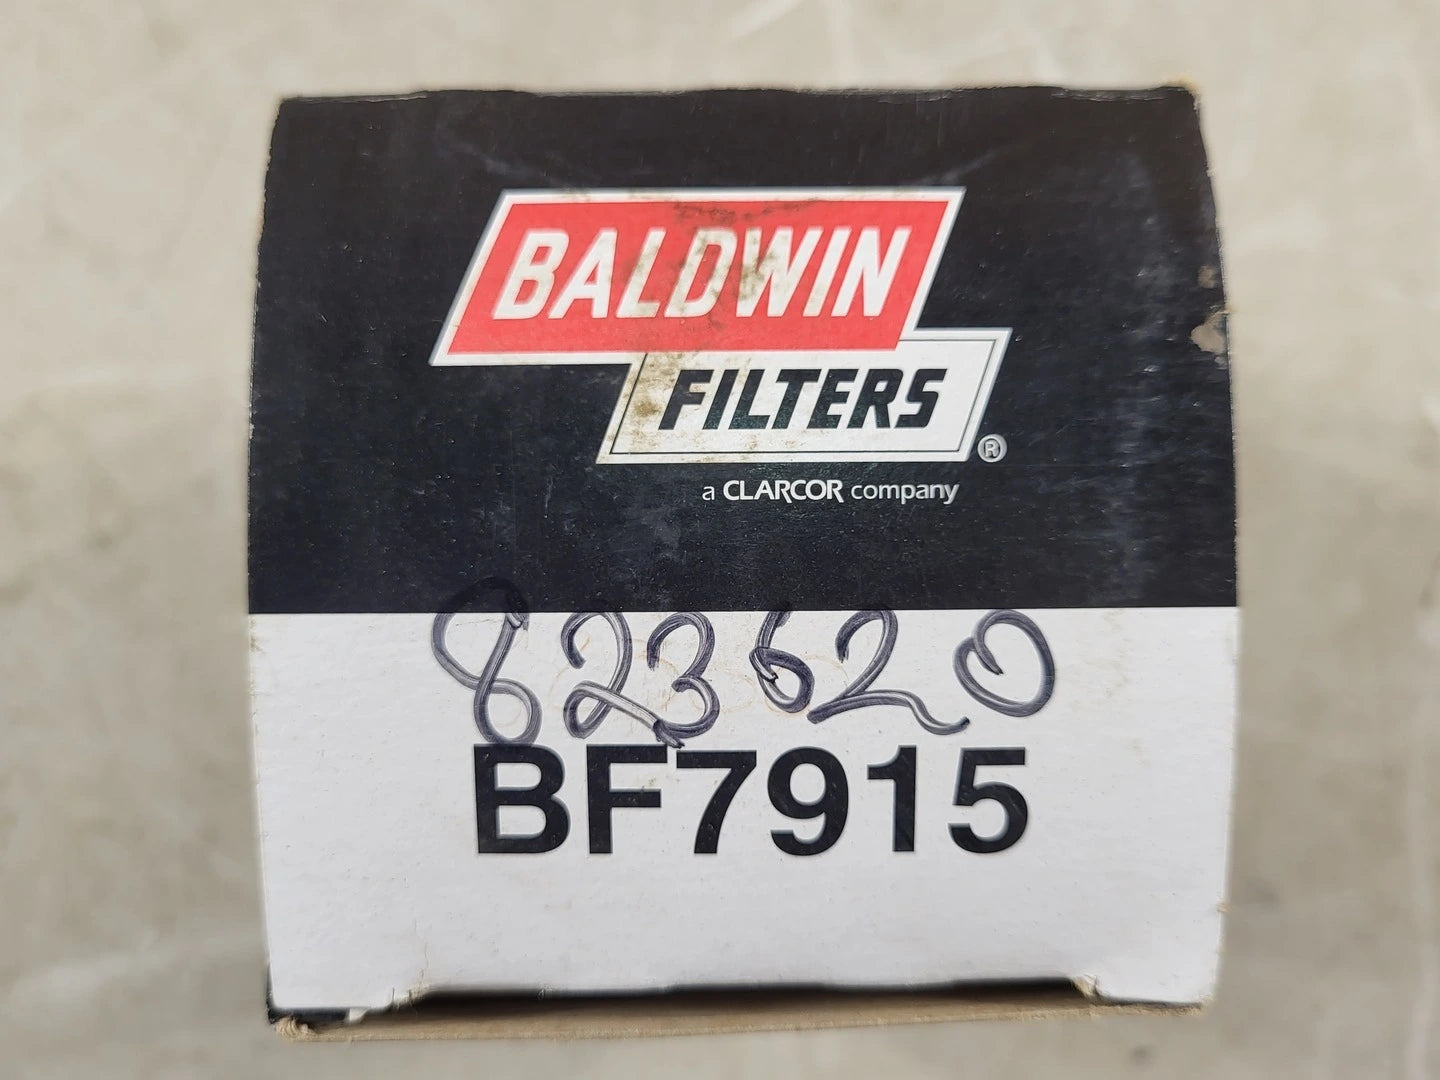 BALDWIN
FILTERS®
a CLARCOR company
823620
BF7915